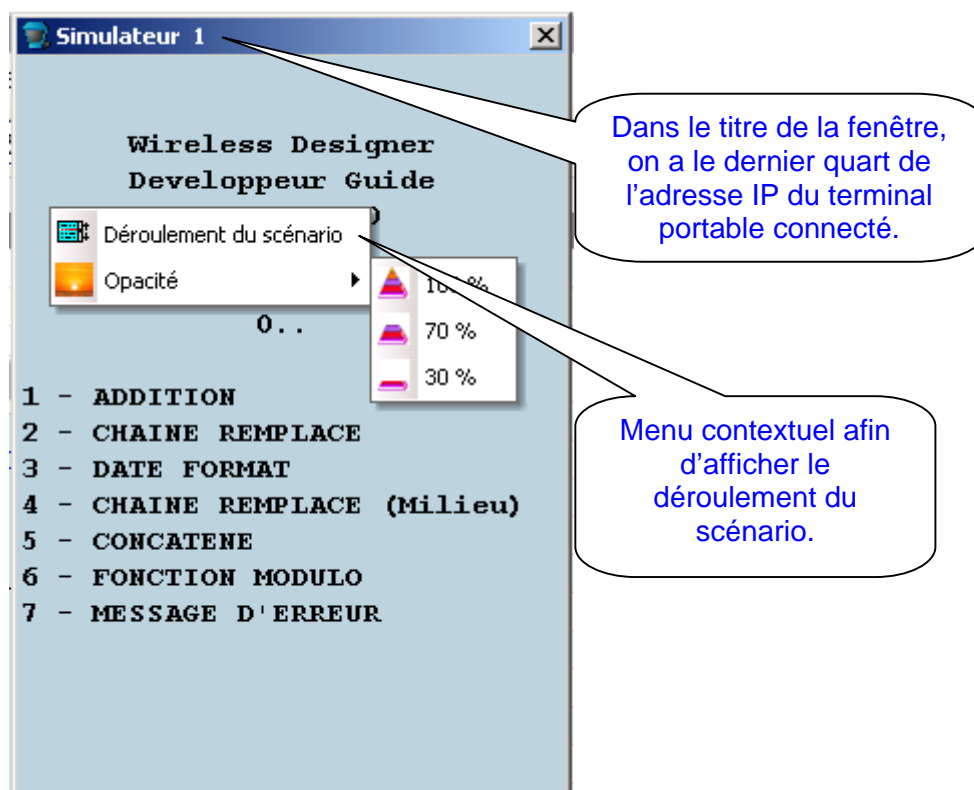 Simulateur 1
Wireless Designer
Developpeur Guide
Déroulement du scénario
Opacité
100 %
70 %
30 %
0..
1 - ADDITION
2 - CHAINE REMPLACE
3 - DATE FORMAT
4 - CHAINE REMPLACE (Milieu)
5 - CONCATENE
6 - FONCTION MODULO
7 - MESSAGE D'ERREUR
Dans le titre de la fenêtre,
on a le dernier quart de
l’adresse IP du terminal
portable connecté.
Menu contextuel afin
d’afficher le
déroulement du
scénario.